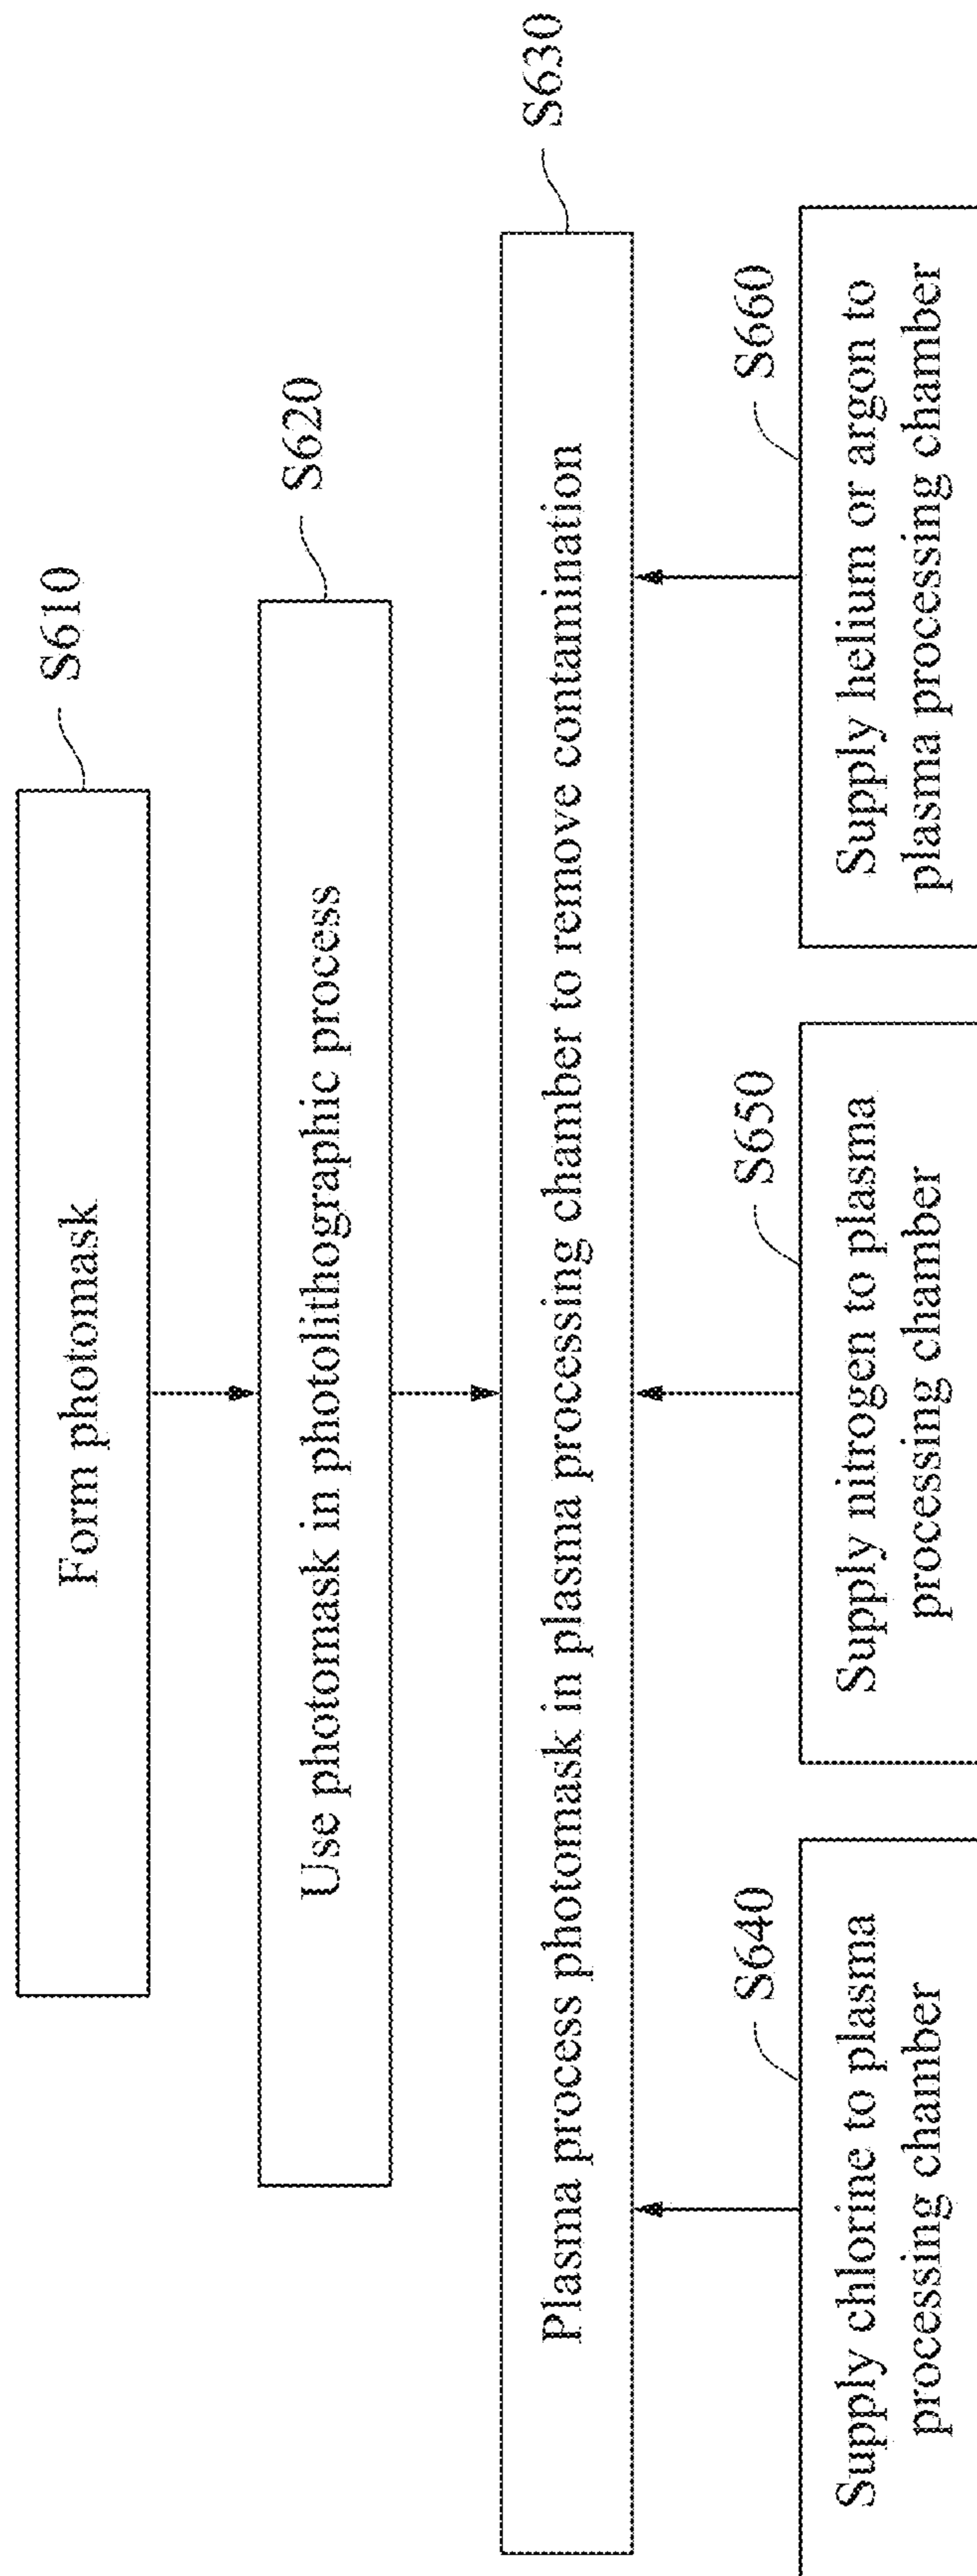 Form photomask
S610
Use photomask in photolithographic process
S620
Plasma process photomask in plasma processing chamber to remove contamination
S630
S640
Supply chlorine to plasma
processing chamber
S650
Supply nitrogen to plasma
processing chamber
S660
Supply helium or argon to
plasma processing chamber